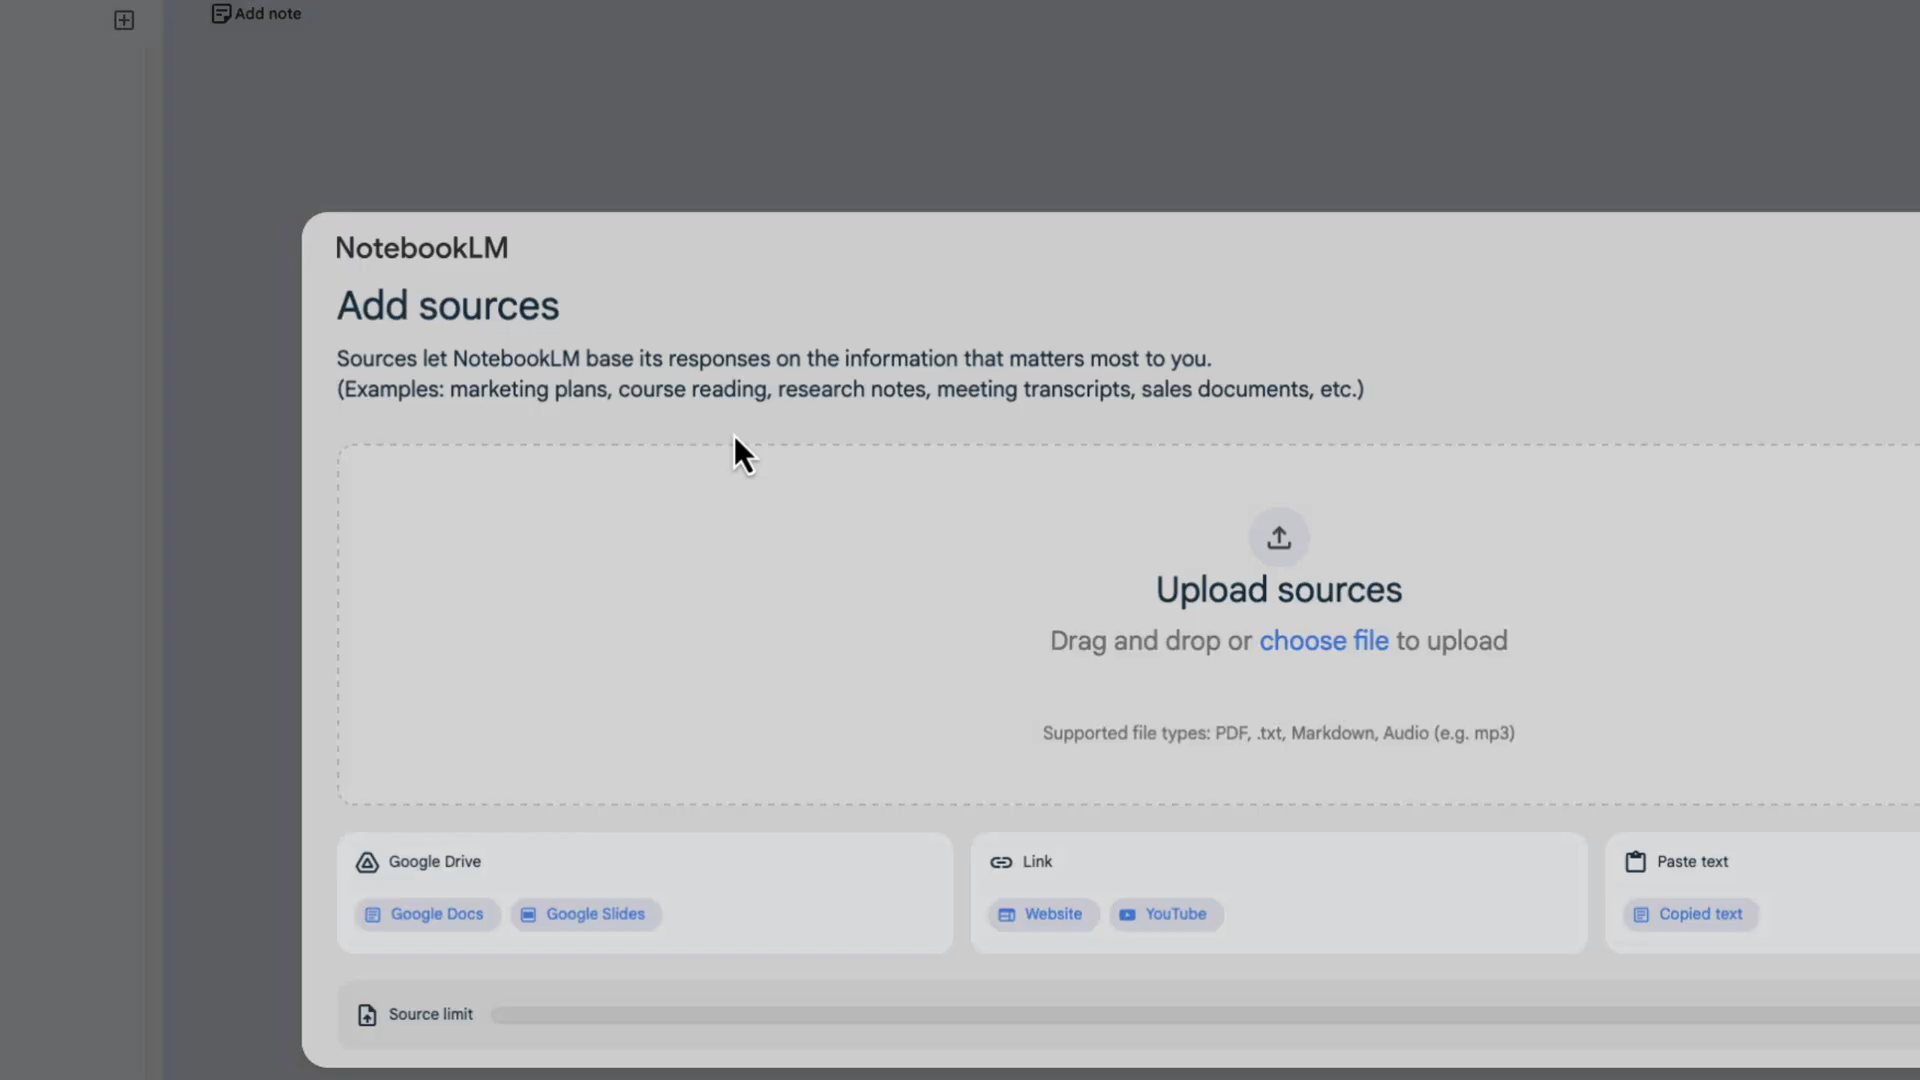 Add note
NotebookLM
Add sources
Sources let NotebookLM base its responses on the information that matters most to you.
(Examples: marketing plans, course reading, research notes, meeting transcripts, sales documents, etc.)
Upload sources
Drag and drop or choose file to upload
Supported file types: PDF, .txt, Markdown, Audio (e.g. mp3)
Google Drive
Google Docs
Google Slides
Link
Website
YouTube
Paste text
Copied text
Source limit